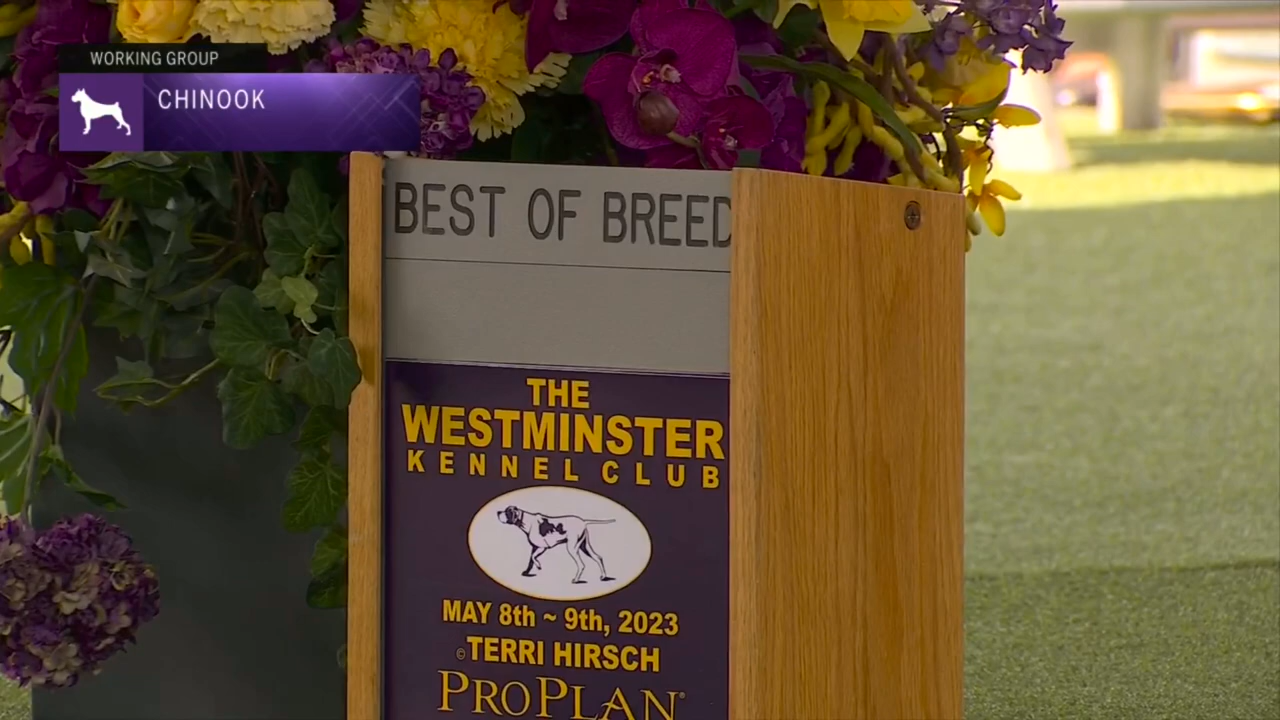 WORKING GROUP
CHINOOK
BEST OF BREED
THE
WESTMINSTER
KENNEL CLUB
MAY 8th ~ 9th, 2023
©TERRI HIRSCH
PROPLAN®